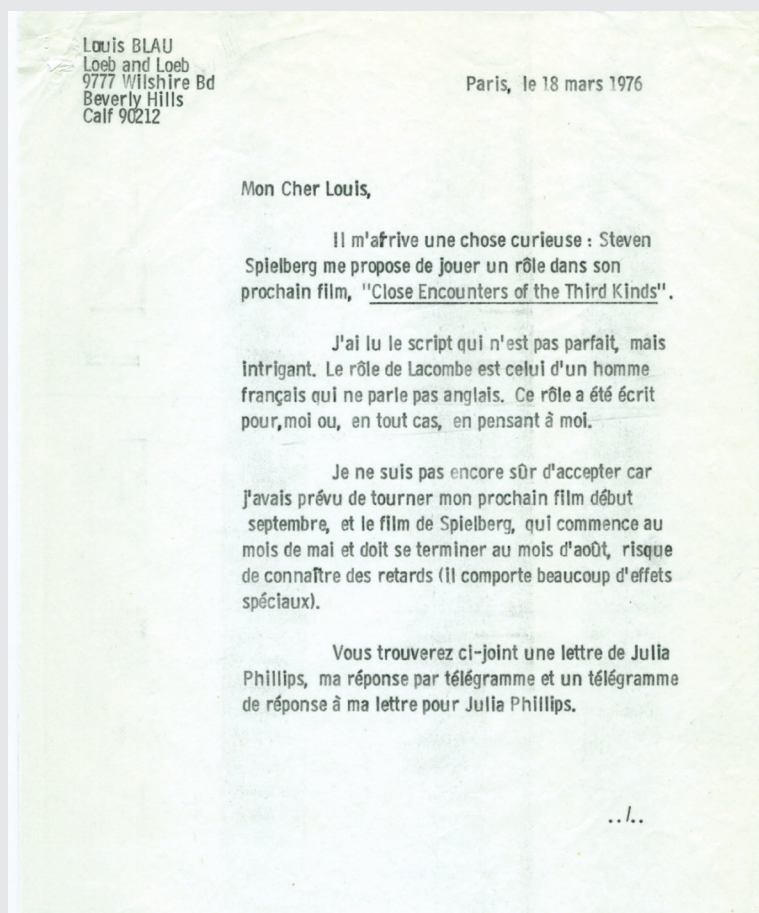 Louis BLAU
Loeb and Loeb
9777 Wilshire Bd
Beverly Hills
Calf 90212
Paris, le 18 mars 1976
Mon Cher Louis,
Il m'arrive une chose curieuse : Steven
Spielberg me propose de jouer un rôle dans son
prochain film, "Close Encounters of the Third Kinds".
J'ai lu le script qui n'est pas parfait, mais
intrigant. Le rôle de Lacombe est celui d'un homme
français qui ne parle pas anglais. Ce rôle a été écrit
pour,moi ou, en tout cas, en pensant à moi.
Je ne suis pas encore sûr d'accepter car
j'avais prévu de tourner mon prochain film début
septembre, et le film de Spielberg, qui commence au
mois de mai et doit se terminer au mois d'août, risque
de connaître des retards (il comporte beaucoup d'effets
spéciaux).
Vous trouverez ci-joint une lettre de Julia
Phillips, ma réponse par télégramme et un télégramme
de réponse à ma lettre pour Julia Phillips.
../..